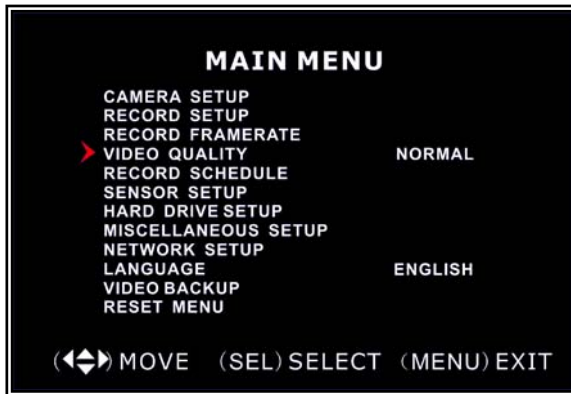 MAIN MENU
CAMERA SETUP
RECORD SETUP
RECORD FRAMERATE
VIDEO QUALITY NORMAL
RECORD SCHEDULE
SENSOR SETUP
HARD DRIVE SETUP
MISCELLANEOUS SETUP
NETWORK SETUP
LANGUAGE ENGLISH
VIDEO BACKUP
RESET MENU
( ) MOVE (SEL) SELECT (MENU) EXIT